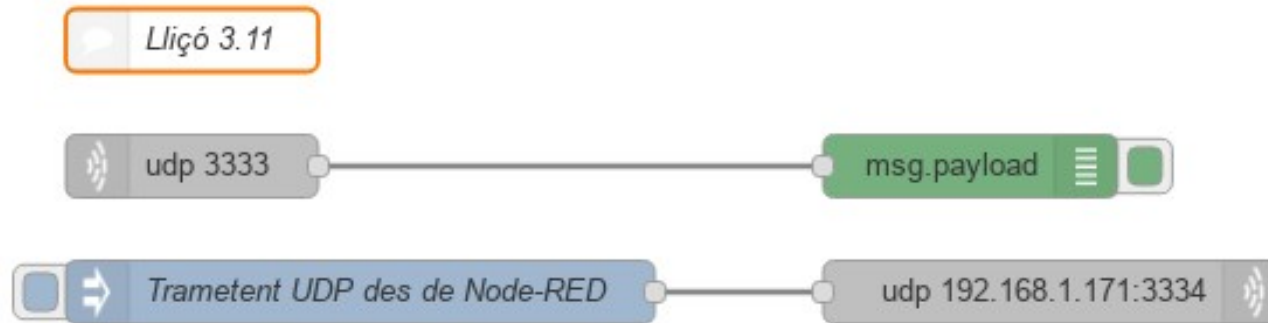 Lliçó 3.11
udp 3333
msg.payload
Trametent UDP des de Node-RED
udp 192.168.1.171:3334